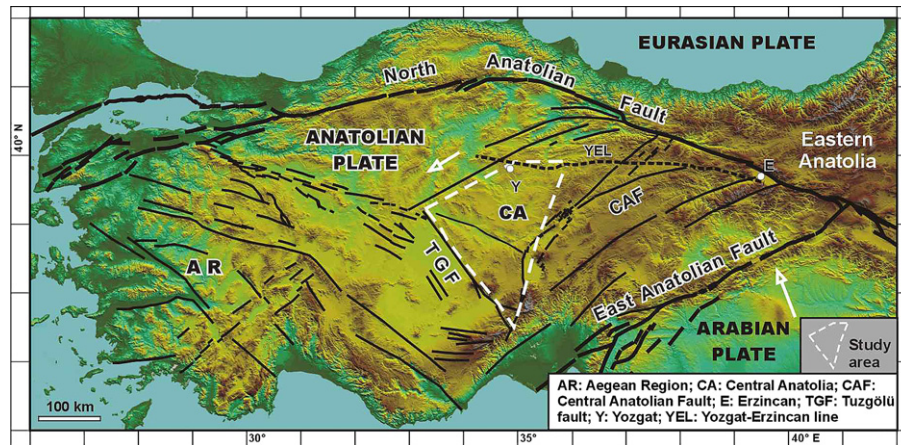 EURASIAN PLATE
North Anatolian Fault
40° N
ANATOLIAN
PLATE
Eastern
Anatolia
YEL
E
Y
CA
CAF
TGF
AR
East Anatolian Fault
ARABIAN
PLATE
Study
area
AR: Aegean Region; CA: Central Anatolia; CAF:
Central Anatolian Fault; E: Erzincan; TGF: Tuzgölü
fault; Y: Yozgat; YEL: Yozgat-Erzincan line
100 km
30°
35°
40° E